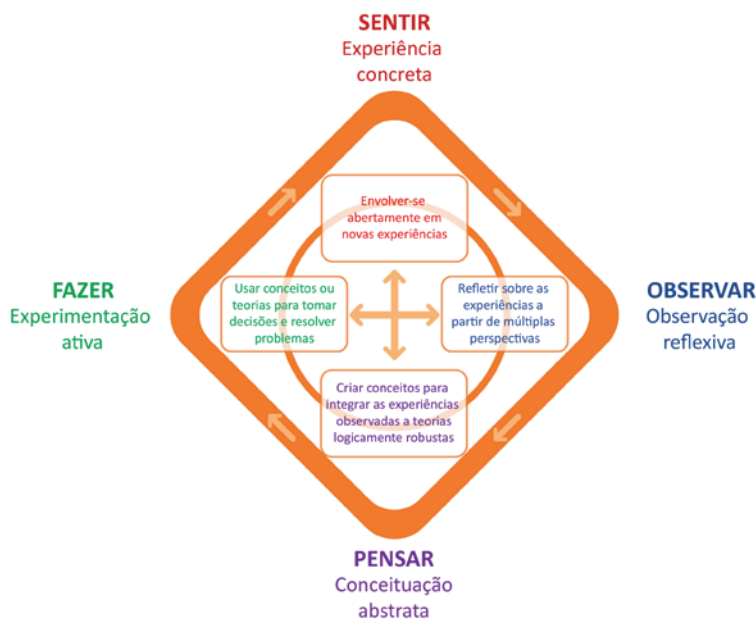 SENTIR
Experiência
concreta
Envolver-se
abertamente em
novas experiências
FAZER
Experimentação
ativa
Usar conceitos ou
teorias para tomar
decisões e resolver
problemas
Refletir sobre as
experiências a
partir de múltiplas
perspectivas
OBSERVAR
Observação
reflexiva
Criar conceitos para
integrar as experiências
observadas a teorias
logicamente robustas
PENSAR
Conceituação
abstrata